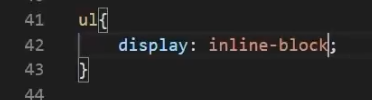 41 ul{
42 display: inline-block;
43 }
44